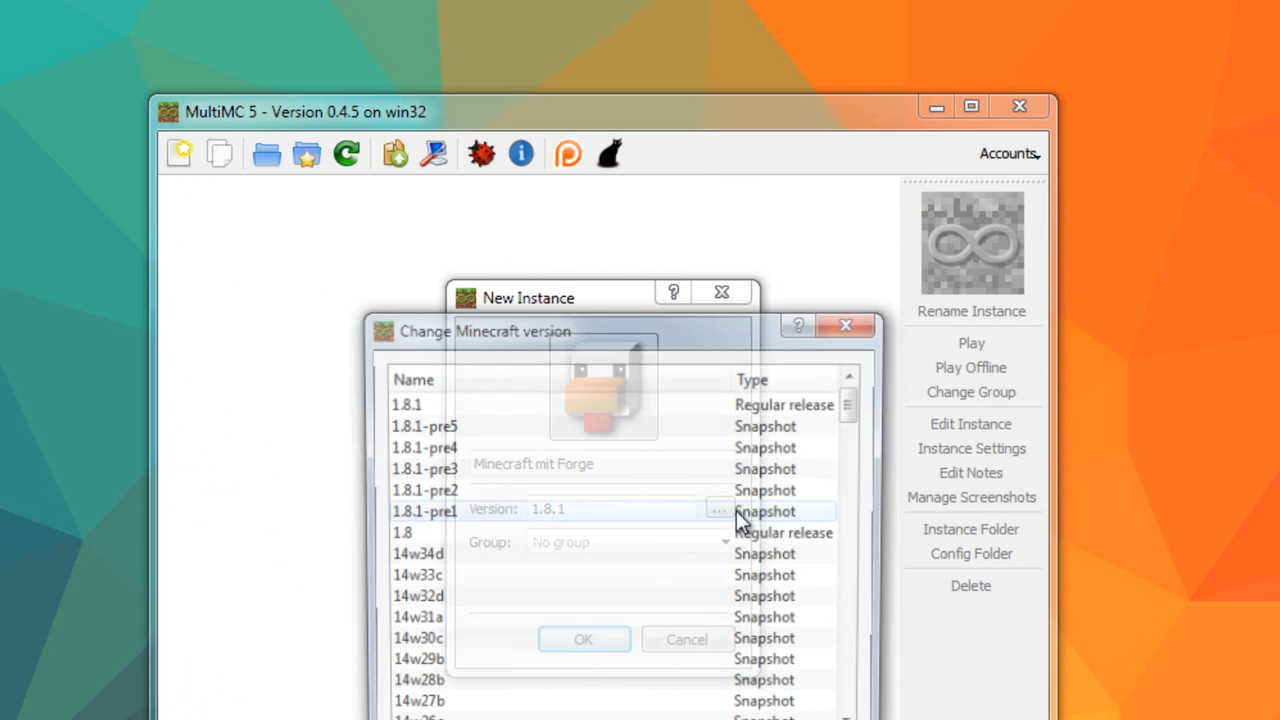 MultiMC 5 - Version 0.4.5 on win32
Accounts
Rename Instance
Play
Play Offline
Change Group
Edit Instance
Instance Settings
Edit Notes
Manage Screenshots
Instance Folder
Config Folder
Delete
New Instance
Minecraft mit Forge
Version: 1.8.1 ...
Group: No group
OK Cancel
Change Minecraft version
Name Type
1.8.1 Regular release
1.8.1-pre5 Snapshot
1.8.1-pre4 Snapshot
1.8.1-pre3 Snapshot
1.8.1-pre2 Snapshot
1.8.1-pre1 Snapshot
1.8 Regular release
14w34d Snapshot
14w33c Snapshot
14w32d Snapshot
14w31a Snapshot
14w30c Snapshot
14w29b Snapshot
14w28b Snapshot
14w27b Snapshot